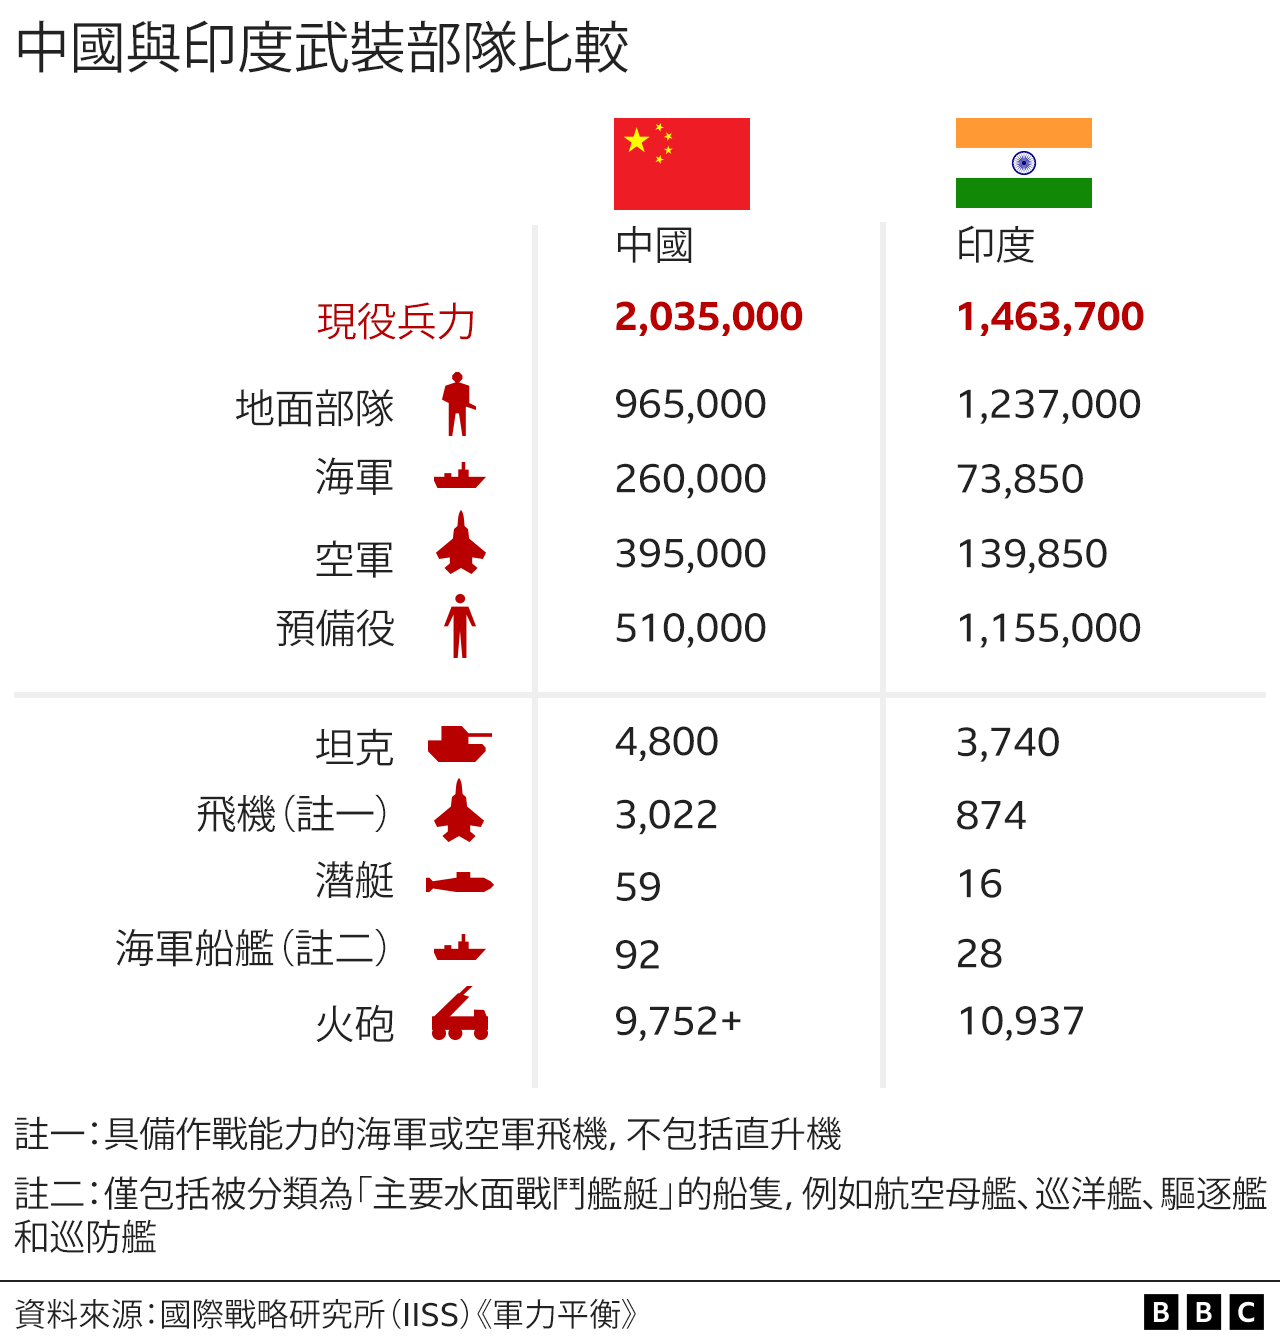 中國與印度武裝部隊比較
中國 印度
現役兵力 2,035,000 1,463,700
地面部隊 965,000 1,237,000
海軍 260,000 73,850
空軍 395,000 139,850
預備役 510,000 1,155,000
坦克 4,800 3,740
飛機（註一） 3,022 874
潛艇 59 16
海軍船艦（註二） 92 28
火砲 9,752+ 10,937
註一：具備作戰能力的海軍或空軍飛機, 不包括直升機
註二：僅包括被分類為「主要水面戰鬥艦艇」的船隻, 例如航空母艦、巡洋艦、驅逐艦
和巡防艦
資料來源：國際戰略研究所（IISS）《軍力平衡》
BBC